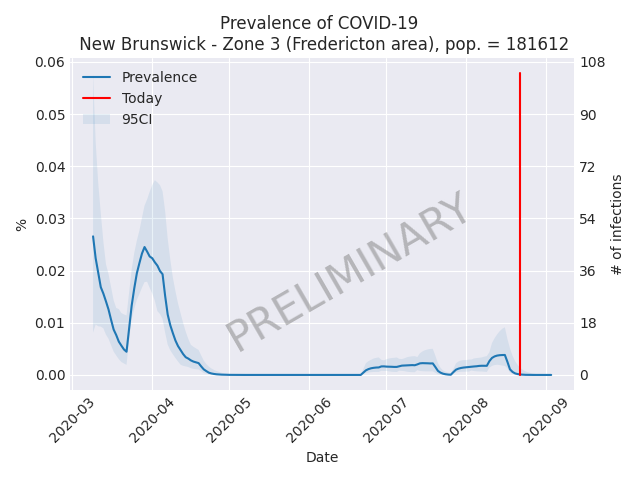 Prevalence of COVID-19
New Brunswick - Zone 3 (Fredericton area), pop. = 181612
Prevalence
Today
95CI
PRELIMINARY
%
0.06
0.05
0.04
0.03
0.02
0.01
0.00
108
90
72
54
36
18
0
# of infections
2020-03
2020-04
2020-05
2020-06
2020-07
2020-08
2020-09
Date